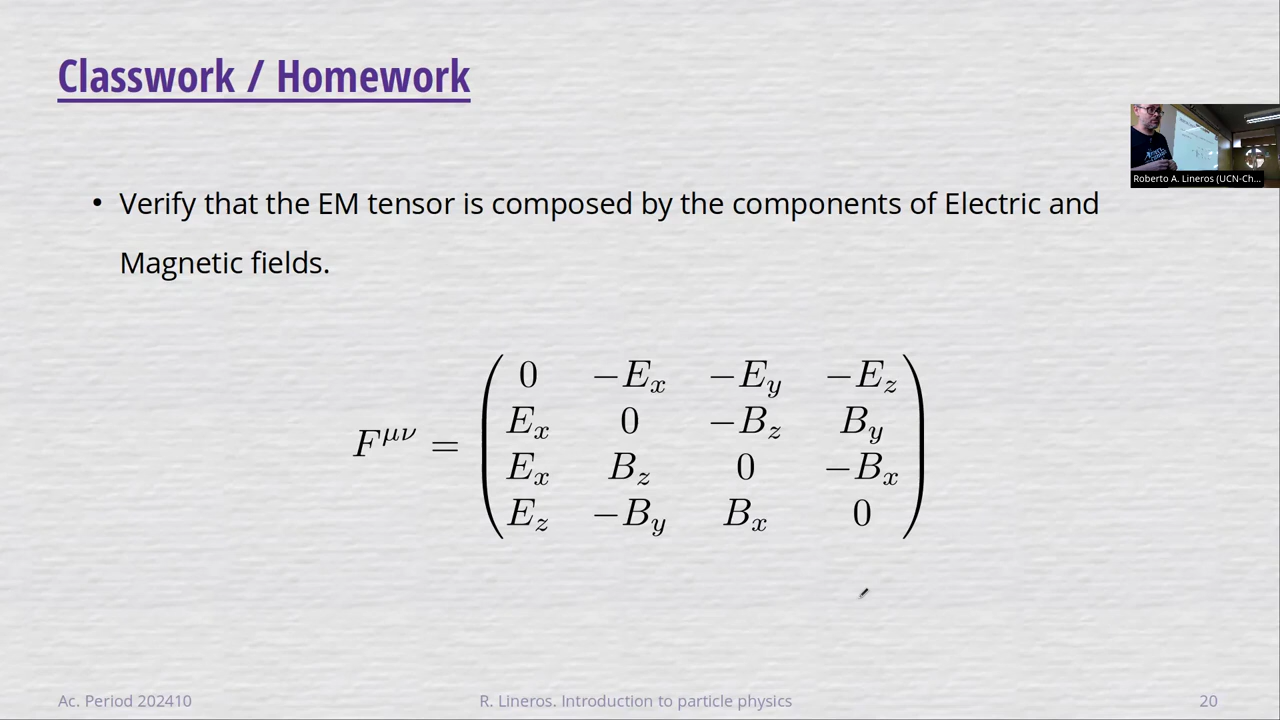 Classwork / Homework
Roberto A. Lineros (UCN-Ch...
• Verify that the EM tensor is composed by the components of Electric and
Magnetic fields.
F^{μν} = 
0 −E_x −E_y −E_z
E_x 0 −B_z B_y
E_x B_z 0 −B_x
E_z −B_y B_x 0
Ac. Period 202410
R. Lineros. Introduction to particle physics
20